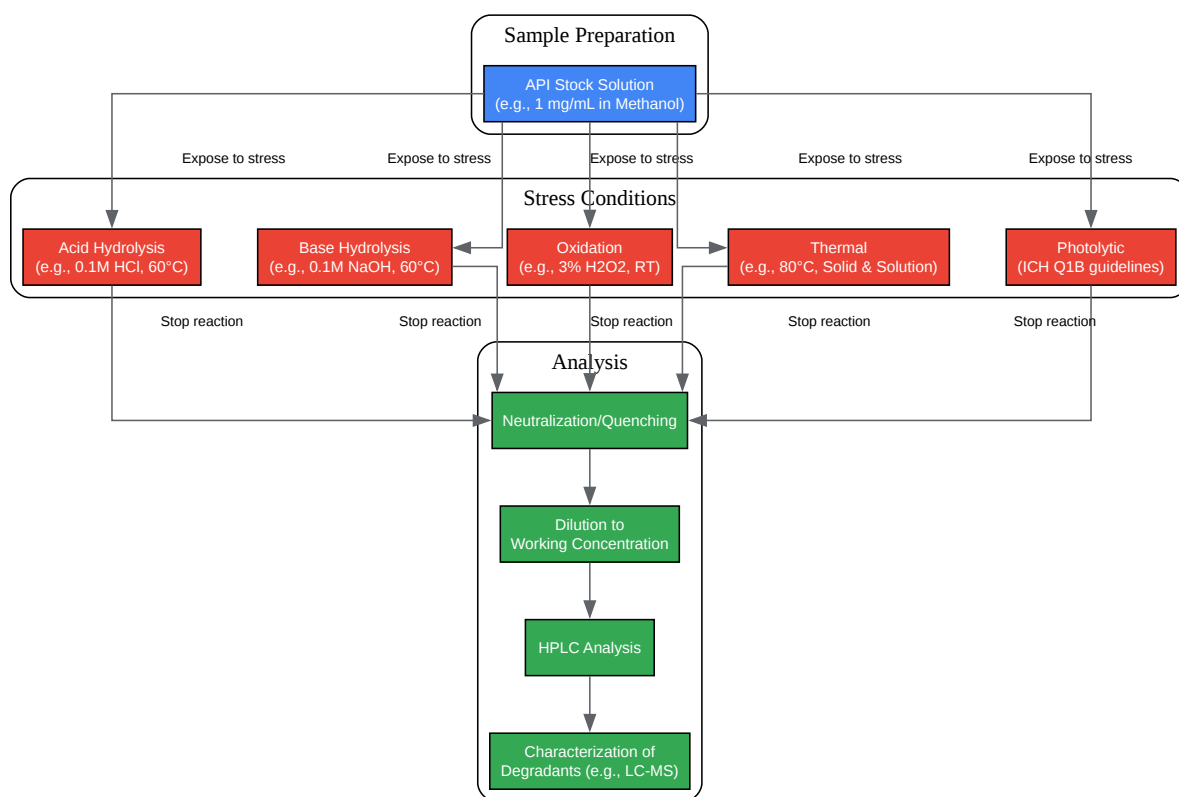 Sample Preparation
API Stock Solution
(e.g., 1 mg/mL in Methanol)
Expose to stress
Expose to stress
Expose to stress
Expose to stress
Expose to stress
Stress Conditions
Acid Hydrolysis
(e.g., 0.1M HCl, 60°C)
Base Hydrolysis
(e.g., 0.1M NaOH, 60°C)
Oxidation
(e.g., 3% H2O2, RT)
Thermal
(e.g., 80°C, Solid & Solution)
Photolytic
(ICH Q1B guidelines)
Stop reaction
Stop reaction
Stop reaction
Stop reaction
Stop reaction
Analysis
Neutralization/Quenching
Dilution to
Working Concentration
HPLC Analysis
Characterization of
Degradants (e.g., LC-MS)